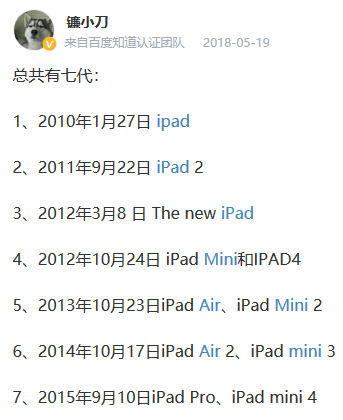 镰小刀
来自百度知道认证团队 2018-05-19
总共有七代：
1、2010年1月27日 ipad
2、2011年9月22日 iPad 2
3、2012年3月8 日 The new iPad
4、2012年10月24日 iPad Mini和IPAD4
5、2013年10月23日iPad Air、iPad Mini 2
6、2014年10月17日iPad Air 2、iPad mini 3
7、2015年9月10日iPad Pro、iPad mini 4